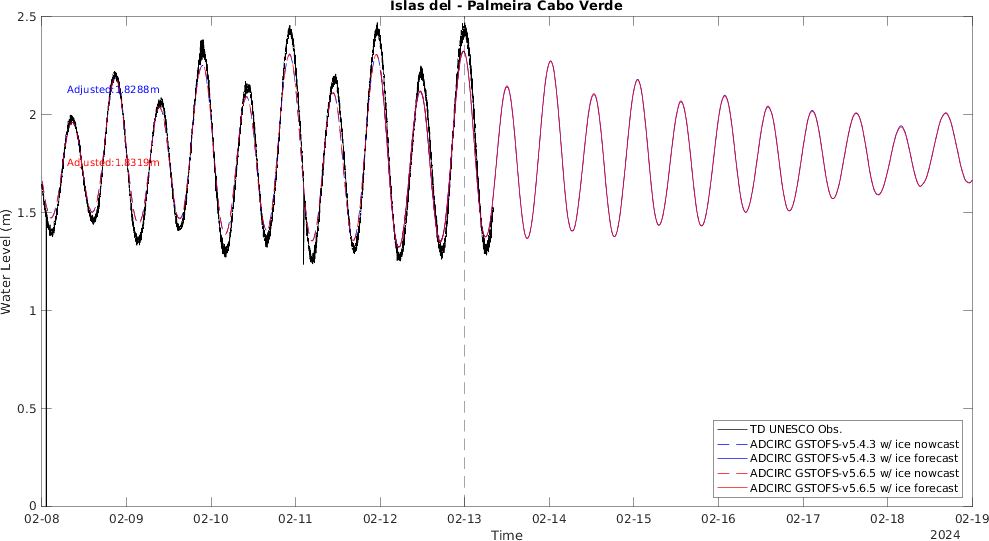 Islas del - Palmeira Cabo Verde
2.5
2
1.5
1
0.5
0
Water Level (m)
Adjusted:1.8288m
Adjusted:1.8319m
TD UNESCO Obs.
ADCIRC GSTOFS-v5.4.3 w/ ice nowcast
ADCIRC GSTOFS-v5.4.3 w/ ice forecast
ADCIRC GSTOFS-v5.6.5 w/ ice nowcast
ADCIRC GSTOFS-v5.6.5 w/ ice forecast
02-08 02-09 02-10 02-11 02-12 02-13 02-14 02-15 02-16 02-17 02-18 02-19
Time
2024